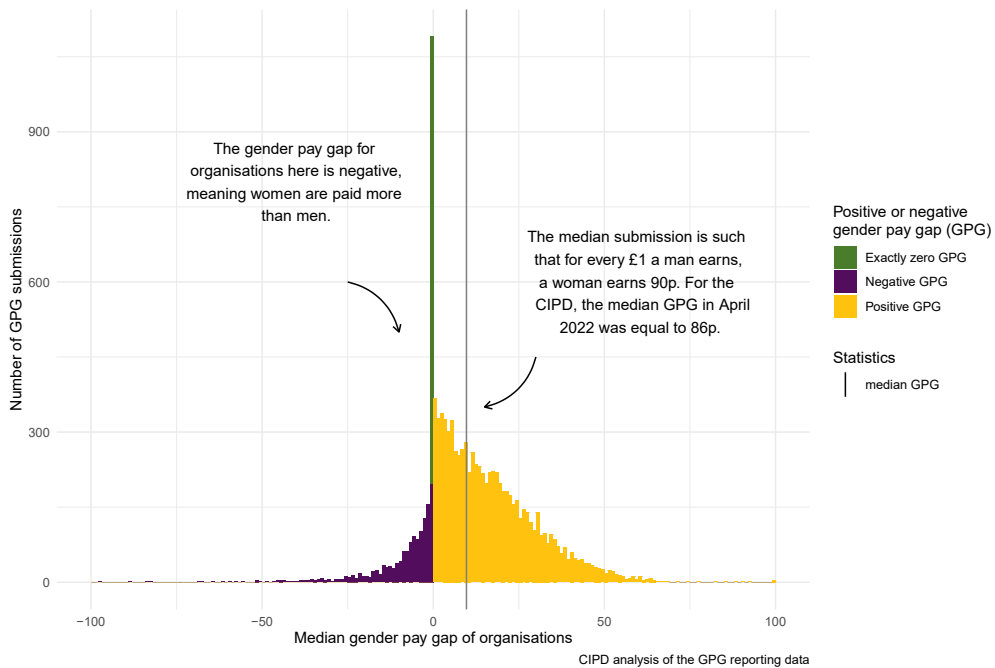 900
600
300
0
Number of GPG submissions
The gender pay gap for
organisations here is negative,
meaning women are paid more
than men.
The median submission is such
that for every £1 a man earns,
a woman earns 90p. For the
CIPD, the median GPG in April
2022 was equal to 86p.
−100
−50
0
50
100
Median gender pay gap of organisations
Positive or negative
gender pay gap (GPG)
Exactly zero GPG
Negative GPG
Positive GPG
Statistics
median GPG
CIPD analysis of the GPG reporting data